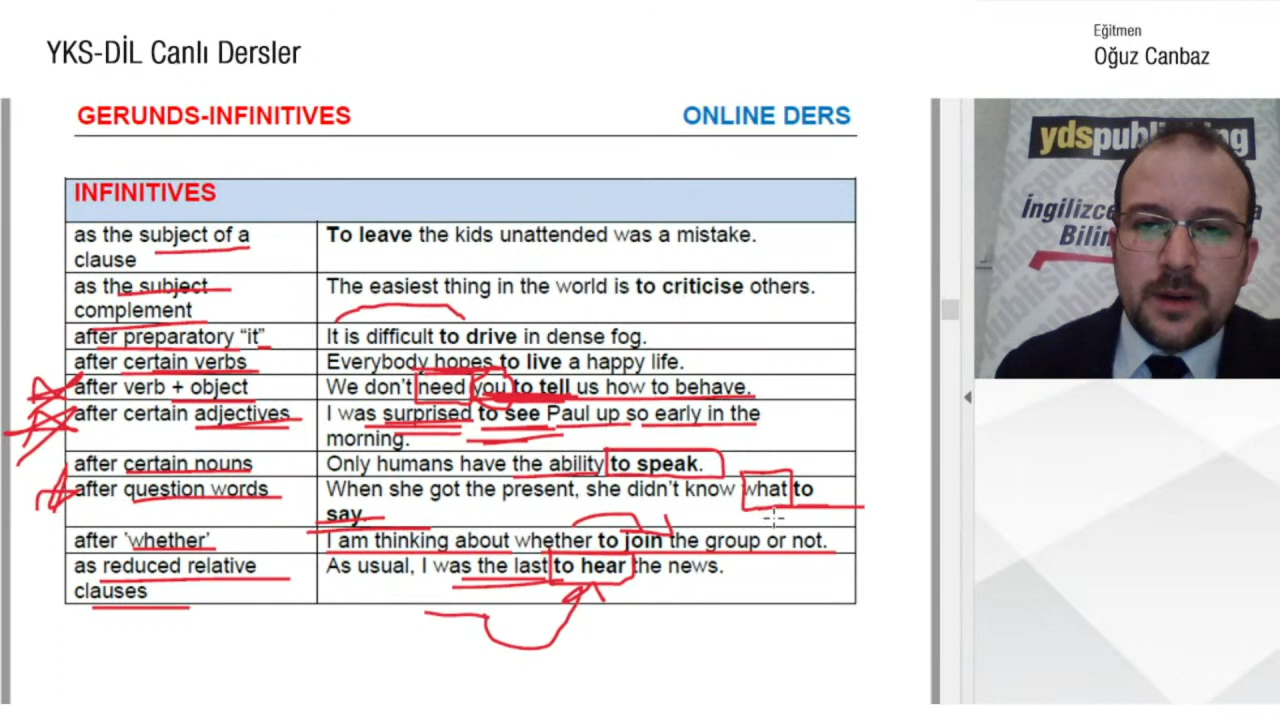 YKS-DİL Canlı Dersler
Eğitmen
Oğuz Canbaz
GERUNDS-INFINITIVES
ONLINE DERS
INFINITIVES
as the subject of a
clause
To leave the kids unattended was a mistake.
as the subject
complement
The easiest thing in the world is to criticise others.
after preparatory “it”
It is difficult to drive in dense fog.
after certain verbs
Everybody hopes to live a happy life.
after verb + object
We don’t need you to tell us how to behave.
after certain adjectives
I was surprised to see Paul up so early in the
morning.
after certain nouns
Only humans have the ability to speak.
after question words
When she got the present, she didn’t know what to
say.
after ‘whether’
I am thinking about whether to join the group or not.
as reduced relative
clauses
As usual, I was the last to hear the news.